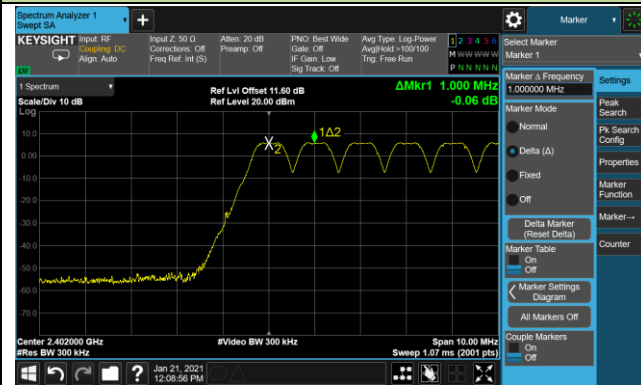 Spectrum Analyzer 1
Swept SA
Marker
KEYSIGHT
Input: RF
Coupling: DC
Align: Auto
Input Z: 50 Ω
Corrections: Off
Freq Ref: Int (S)
Atten: 20 dB
Preamp: Off
PNO: Best Wide
Gate: Off
IF Gain: Low
Sig Track: Off
Avg Type: Log-Power
Avg|Hold:>100/100
Trig: Free Run
1 2 3 4 5 6
M W W W W W
P N N N N N
LXI
Select Marker
Marker 1
1 Spectrum
Scale/Div 10 dB
Ref Lvl Offset 11.60 dB
Ref Level 20.00 dBm
ΔMkr1 1.000 MHz
-0.06 dB
Log
10.0
0.00
-10.0
-20.0
-30.0
-40.0
-50.0
-60.0
-70.0
1Δ2
X2
Center 2.402000 GHz
#Res BW 300 kHz
#Video BW 300 kHz
Span 10.00 MHz
Sweep 1.07 ms (2001 pts)
Marker Δ Frequency
1.000000 MHz
Marker Mode
Normal
Delta (Δ)
Fixed
Off
Delta Marker
(Reset Delta)
Marker Table
On
Off
Marker Settings
Diagram
All Markers Off
Couple Markers
On
Off
Settings
Peak
Search
Pk Search
Config
Properties
Marker
Function
Marker→
Counter
Jan 21, 2021
12:08:56 PM